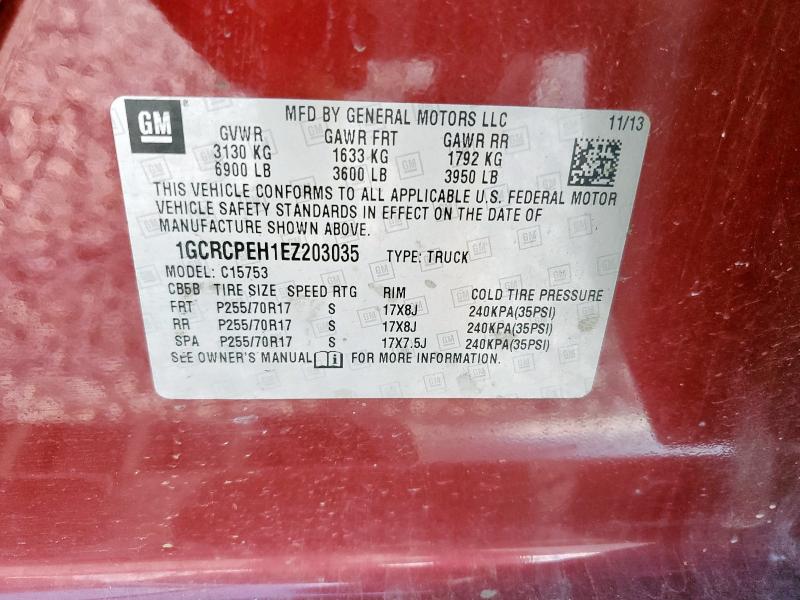 GM
MFD BY GENERAL MOTORS LLC 11/13
GVWR GAWR FRT GAWR RR
3130 KG 1633 KG 1792 KG
6900 LB 3600 LB 3950 LB
THIS VEHICLE CONFORMS TO ALL APPLICABLE U.S. FEDERAL MOTOR
VEHICLE SAFETY STANDARDS IN EFFECT ON THE DATE OF
MANUFACTURE SHOWN ABOVE.
1GCRCPEH1EZ203035 TYPE: TRUCK
MODEL: C15753
CB5B TIRE SIZE SPEED RTG RIM COLD TIRE PRESSURE
FRT P255/70R17 S 17X8J 240KPA(35PSI)
RR P255/70R17 S 17X8J 240KPA(35PSI)
SPA P255/70R17 S 17X7.5J 240KPA(35PSI)
SEE OWNER'S MANUAL FOR MORE INFORMATION.